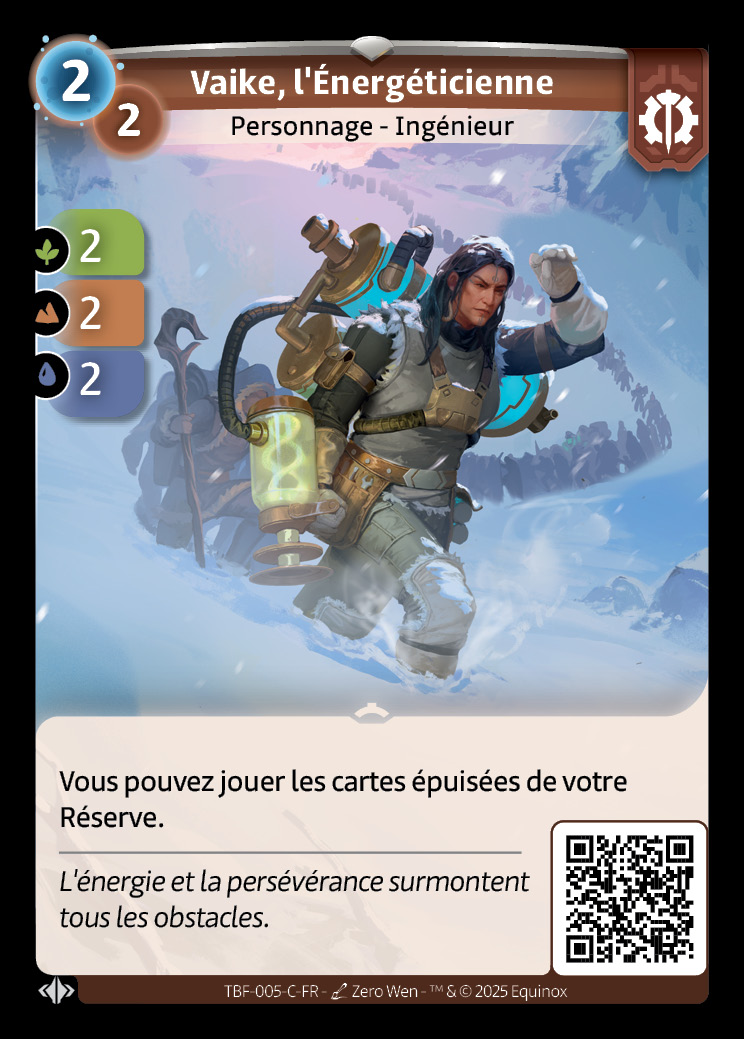 2
Vaike, l'Énergéticienne
2
Personnage - Ingénieur
2
2
2
Vous pouvez jouer les cartes épuisées de votre
Réserve.
L'énergie et la persévérance surmontent
tous les obstacles.
TBF-005-C-FR - Zero Wen - ™ & © 2025 Equinox